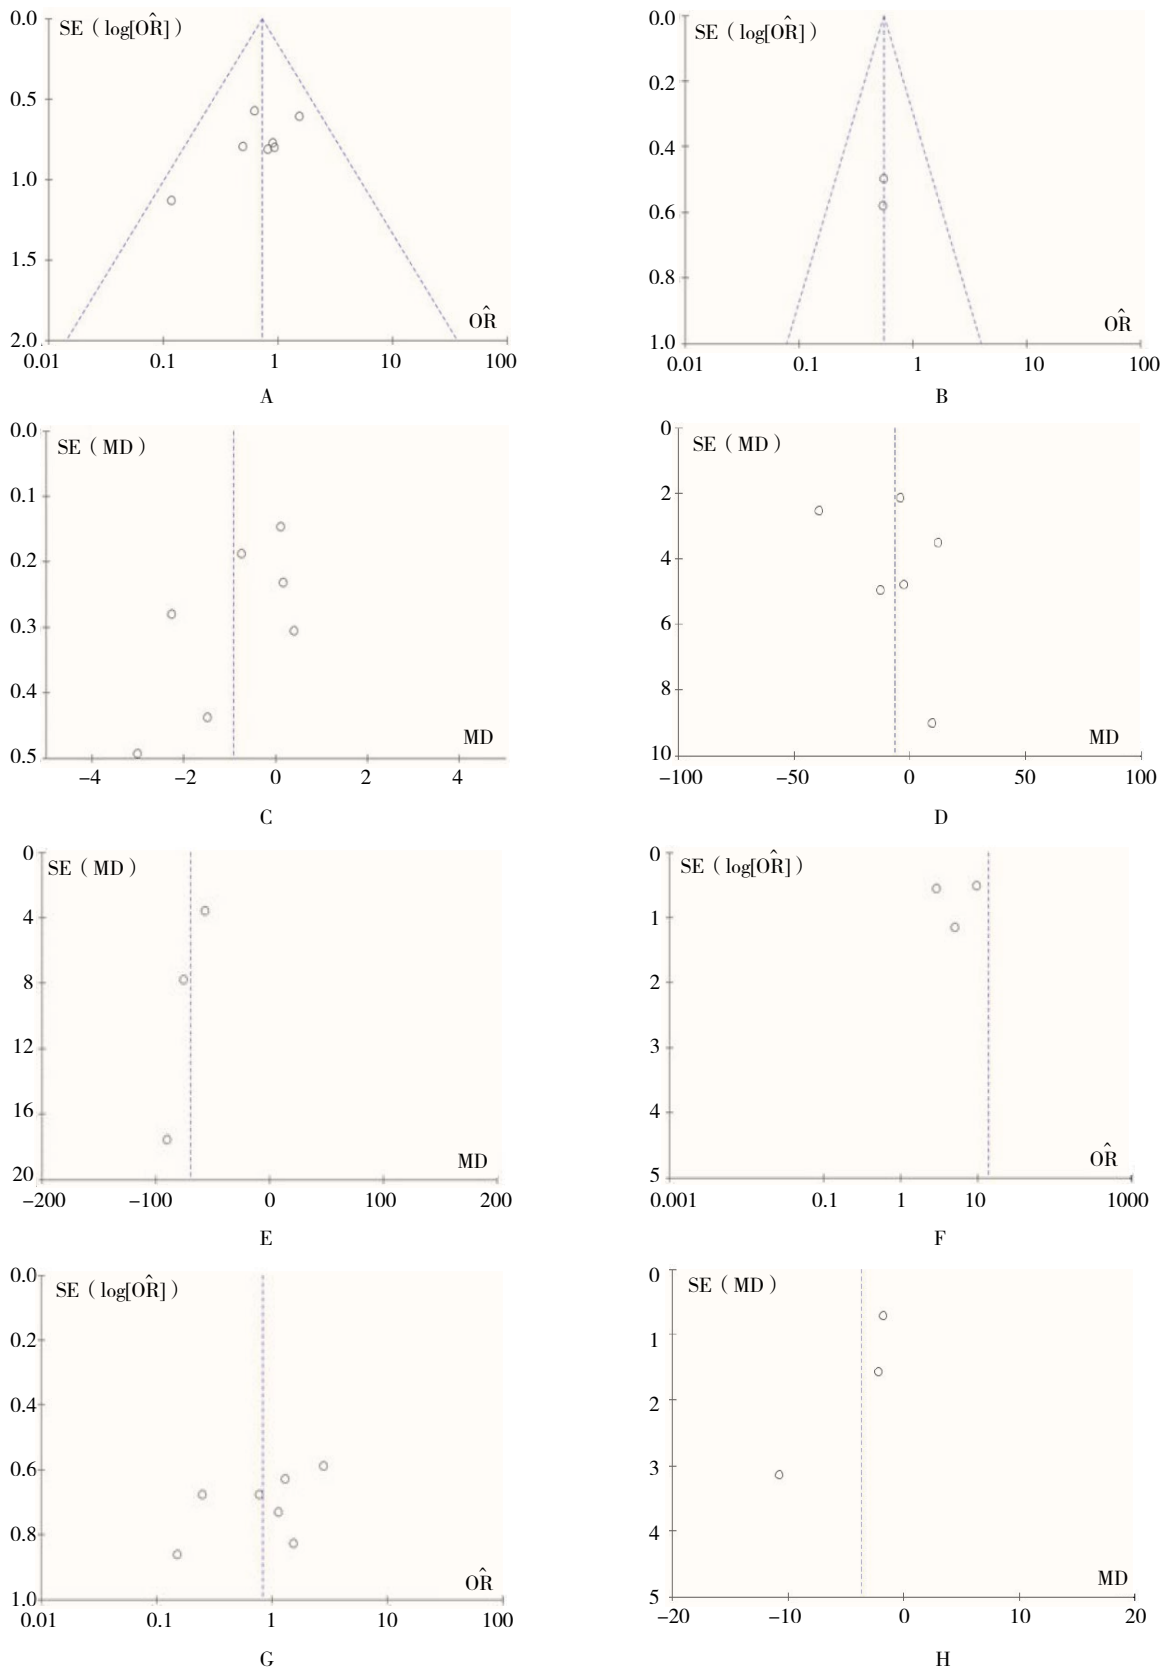 0.0
SE（log[OR̂]）
0.5
1.0
1.5
2.0
OR̂
0.01 0.1 1 10 100
A
0.0
SE（log[OR̂]）
0.2
0.4
0.6
0.8
1.0
OR̂
0.01 0.1 1 10 100
B
0.0
SE（MD）
0.1
0.2
0.3
0.4
0.5
MD
−4 −2 0 2 4
C
0
SE（MD）
2
4
6
8
10
MD
−100 −50 0 50 100
D
0
SE（MD）
4
8
12
16
20
MD
−200 −100 0 100 200
E
0
SE（log[OR̂]）
1
2
3
4
5
OR̂
0.001 0.1 1 10 1000
F
0.0
SE（log[OR̂]）
0.2
0.4
0.6
0.8
1.0
OR̂
0.01 0.1 1 10 100
G
0
SE（MD）
1
2
3
4
5
MD
−20 −10 0 10 20
H